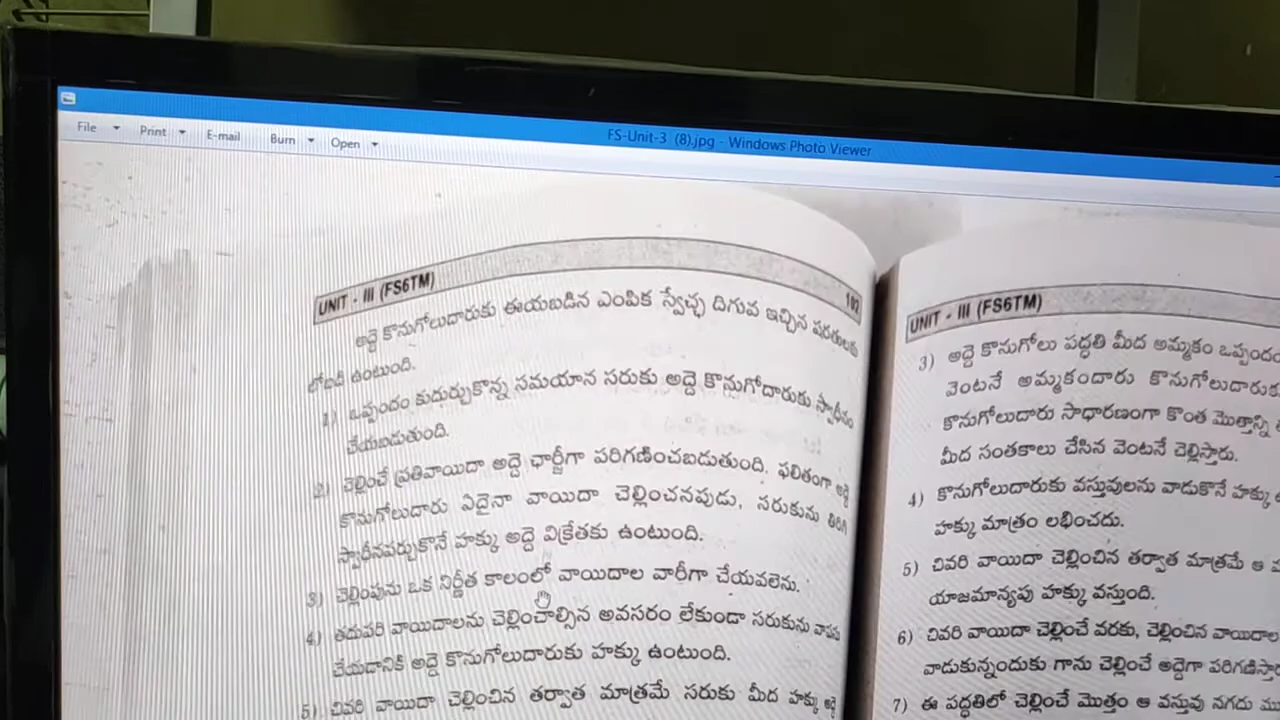 FS-Unit-3 (8).jpg - Windows Photo Viewer
File Print E-mail Burn Open
UNIT - III (FS6TM)
అద్దె కొనుగోలుదారుకు ఈయబడిన ఎంపిక స్వేచ్ఛ దిగువ ఇచ్చిన షరతులకు
లోబడి ఉంటుంది.
1) ఒప్పందం కుదుర్చుకొన్న సమయాన సరుకు అద్దె కొనుగోదారుకు స్వాధీనం
చేయబడుతుంది.
2) చెల్లించే ప్రతివాయిదా అద్దె ఛార్జీగా పరిగణించబడుతుంది. ఫలితంగా అద్దె
కొనుగోలుదారు ఏదైనా వాయిదా చెల్లించనపుడు, సరుకును తిరిగి
స్వాధీనపర్చుకొనే హక్కు అద్దె విక్రేతకు ఉంటుంది.
3) చెల్లింపును ఒక నిర్ణీత కాలంలో వాయిదాల వారీగా చేయవలెను.
4) తదుపరి వాయిదాలను చెల్లించాల్సిన అవసరం లేకుండా సరుకును వాపసు
చేయడానికి అద్దె కొనుగోలుదారుకు హక్కు ఉంటుంది.
5) చివరి వాయిదా చెల్లించిన తర్వాత మాత్రమే సరుకు మీద హక్కు అద్దె
UNIT - III (FS6TM)
3) అద్దె కొనుగోలు పద్ధతి మీద అమ్మకం ఒప్పందం
వెంటనే అమ్మకందారు కొనుగోలుదారుకు
కొనుగోలుదారు సాధారణంగా కొంత మొత్తాన్ని
మీద సంతకాలు చేసిన వెంటనే చెల్లిస్తారు.
4) కొనుగోలుదారుకు వస్తువులను వాడుకొనే హక్కు
హక్కు మాత్రం లభించదు.
5) చివరి వాయిదా చెల్లించిన తర్వాత మాత్రమే ఆ
యాజమాన్యపు హక్కు వస్తుంది.
6) చివరి వాయిదా చెల్లించే వరకు, చెల్లించిన వాయిదాల
వాడుకున్నందుకు గాను చెల్లించే అద్దెగా
7) ఈ పద్ధతిలో చెల్లించే మొత్తం ఆ వస్తువు నగదు